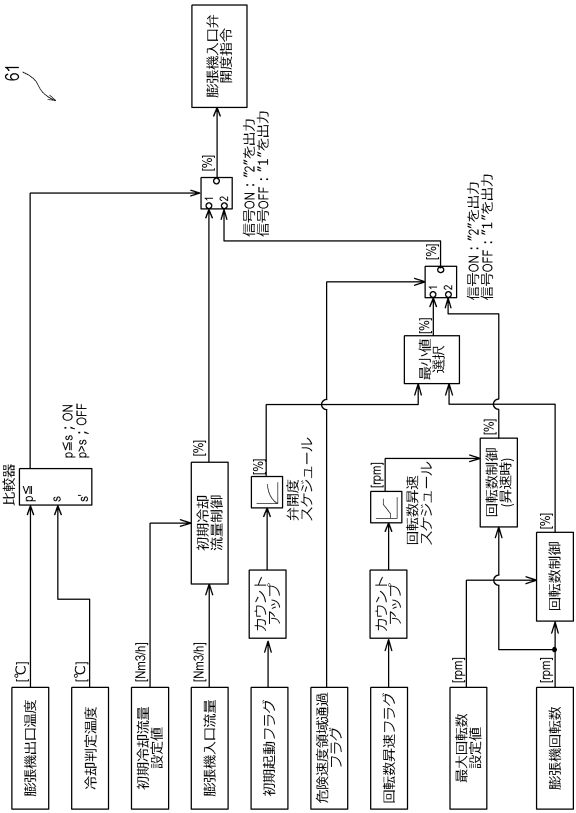 61
膨張機出口温度
[℃]
冷却判定温度
[℃]
比較器
p≦
s
s'
p≦s ; ON
p>s ; OFF
初期冷却流量
設定値
[Nm3/h]
膨張機入口流量
[Nm3/h]
初期冷却
流量制御
[%]
1
2
[%]
信号ON : "2"を出力
信号OFF : "1"を出力
膨張機入口弁
開度指令
初期起動フラグ
カウント
アップ
弁開度
スケジュール
[%]
危険速度領域通過
フラグ
回転数昇速フラグ
カウント
アップ
回転数昇速
スケジュール
[rpm]
最小値
選択
[%]
1
2
[%]
信号ON : "2"を出力
信号OFF : "1"を出力
回転数制御
(昇速時)
[%]
最大回転数
設定値
[rpm]
膨張機回転数
[rpm]
回転数制御
[%]